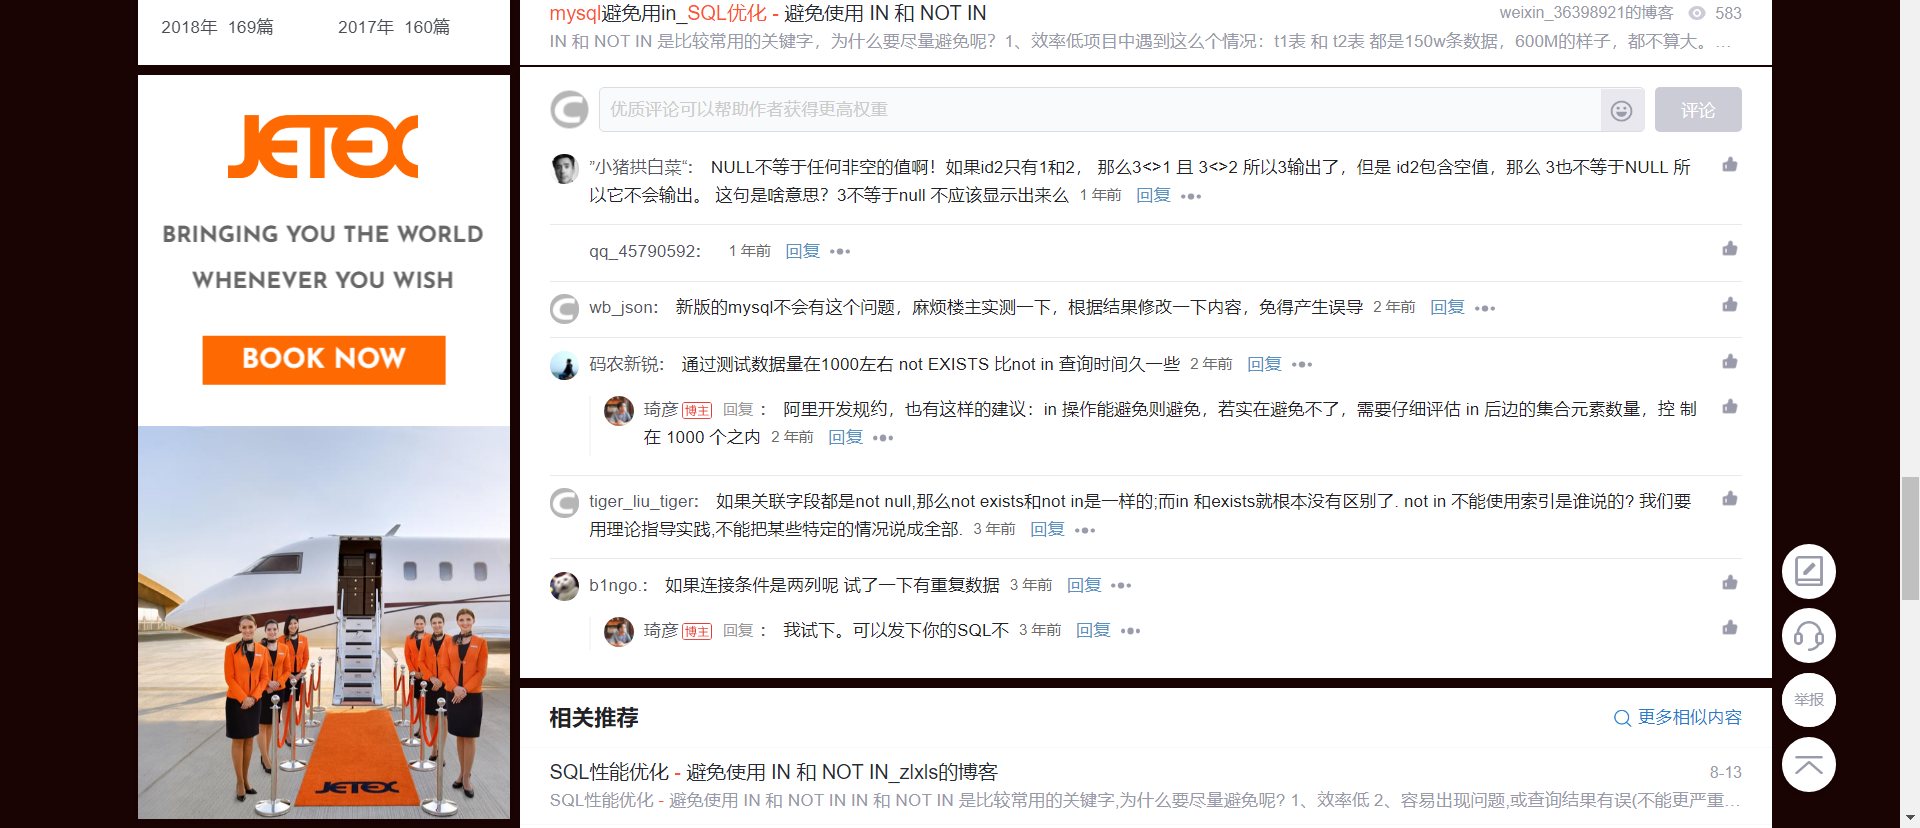 2018年 169篇 2017年 160篇
JETEX
BRINGING YOU THE WORLD
WHENEVER YOU WISH
BOOK NOW
JETEX
mysql避免用in_SQL优化 - 避免使用 IN 和 NOT IN weixin_36398921的博客 583
IN 和 NOT IN 是比较常用的关键字，为什么要尽量避免呢？1、效率低项目中遇到这么个情况：t1表 和 t2表 都是150w条数据，600M的样子，都不算大。…
优质评论可以帮助作者获得更高权重 评论
”小猪拱白菜“： NULL不等于任何非空的值啊！如果id2只有1和2， 那么3<>1 且 3<>2 所以3输出了，但是 id2包含空值，那么 3也不等于NULL 所
以它不会输出。 这句是啥意思？3不等于null 不应该显示出来么 1 年前 回复 •••
qq_45790592： 1 年前 回复 •••
wb_json： 新版的mysql不会有这个问题，麻烦楼主实测一下，根据结果修改一下内容，免得产生误导 2 年前 回复 •••
码农新锐： 通过测试数据量在1000左右 not EXISTS 比not in 查询时间久一些 2 年前 回复 •••
琦彦 博主 回复 ： 阿里开发规约，也有这样的建议：in 操作能避免则避免，若实在避免不了，需要仔细评估 in 后边的集合元素数量，控 制
在 1000 个之内 2 年前 回复 •••
tiger_liu_tiger： 如果关联字段都是not null,那么not exists和not in是一样的;而in 和exists就根本没有区别了. not in 不能使用索引是谁说的? 我们要
用理论指导实践,不能把某些特定的情况说成全部. 3 年前 回复 •••
b1ngo.： 如果连接条件是两列呢 试了一下有重复数据 3 年前 回复 •••
琦彦 博主 回复 ： 我试下。可以发下你的SQL不 3 年前 回复 •••
举报
相关推荐 更多相似内容
SQL性能优化 - 避免使用 IN 和 NOT IN_zlxls的博客 8-13
SQL性能优化 - 避免使用 IN 和 NOT IN IN 和 NOT IN 是比较常用的关键字,为什么要尽量避免呢? 1、效率低 2、容易出现问题,或查询结果有误(不能更严重…